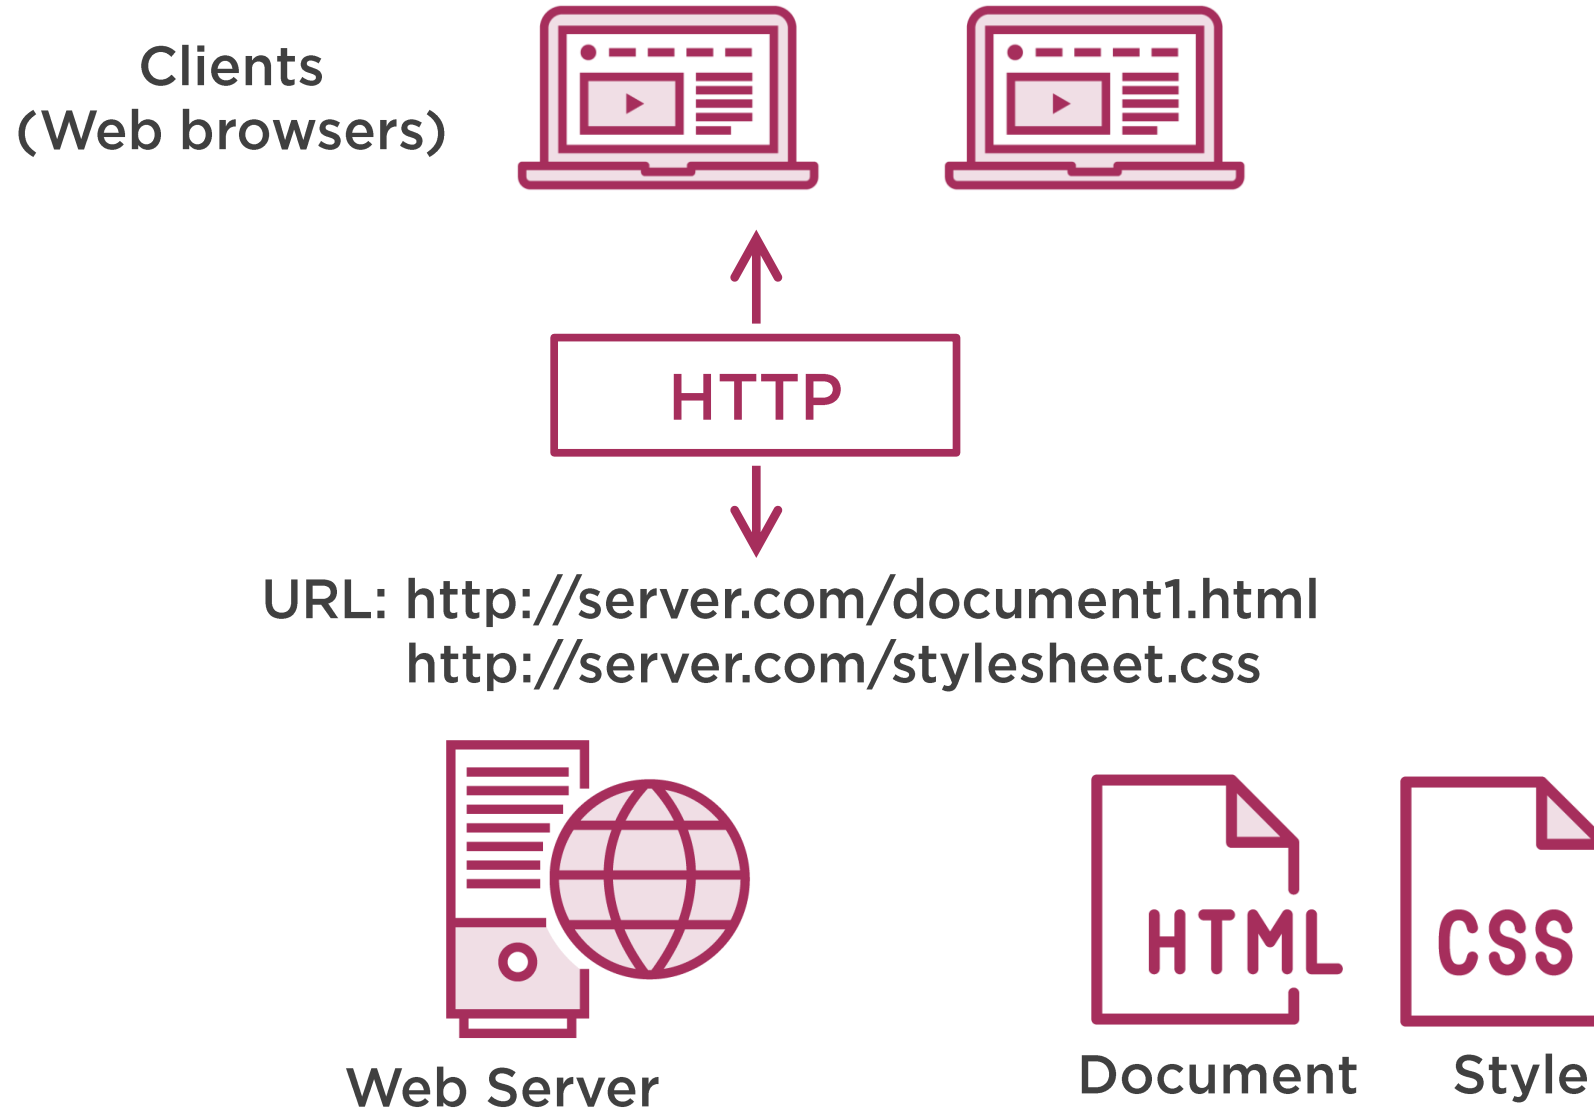 Clients
(Web browsers)
HTTP
URL: http://server.com/document1.html
http://server.com/stylesheet.css
HTML
CSS
Web Server
Document
Style